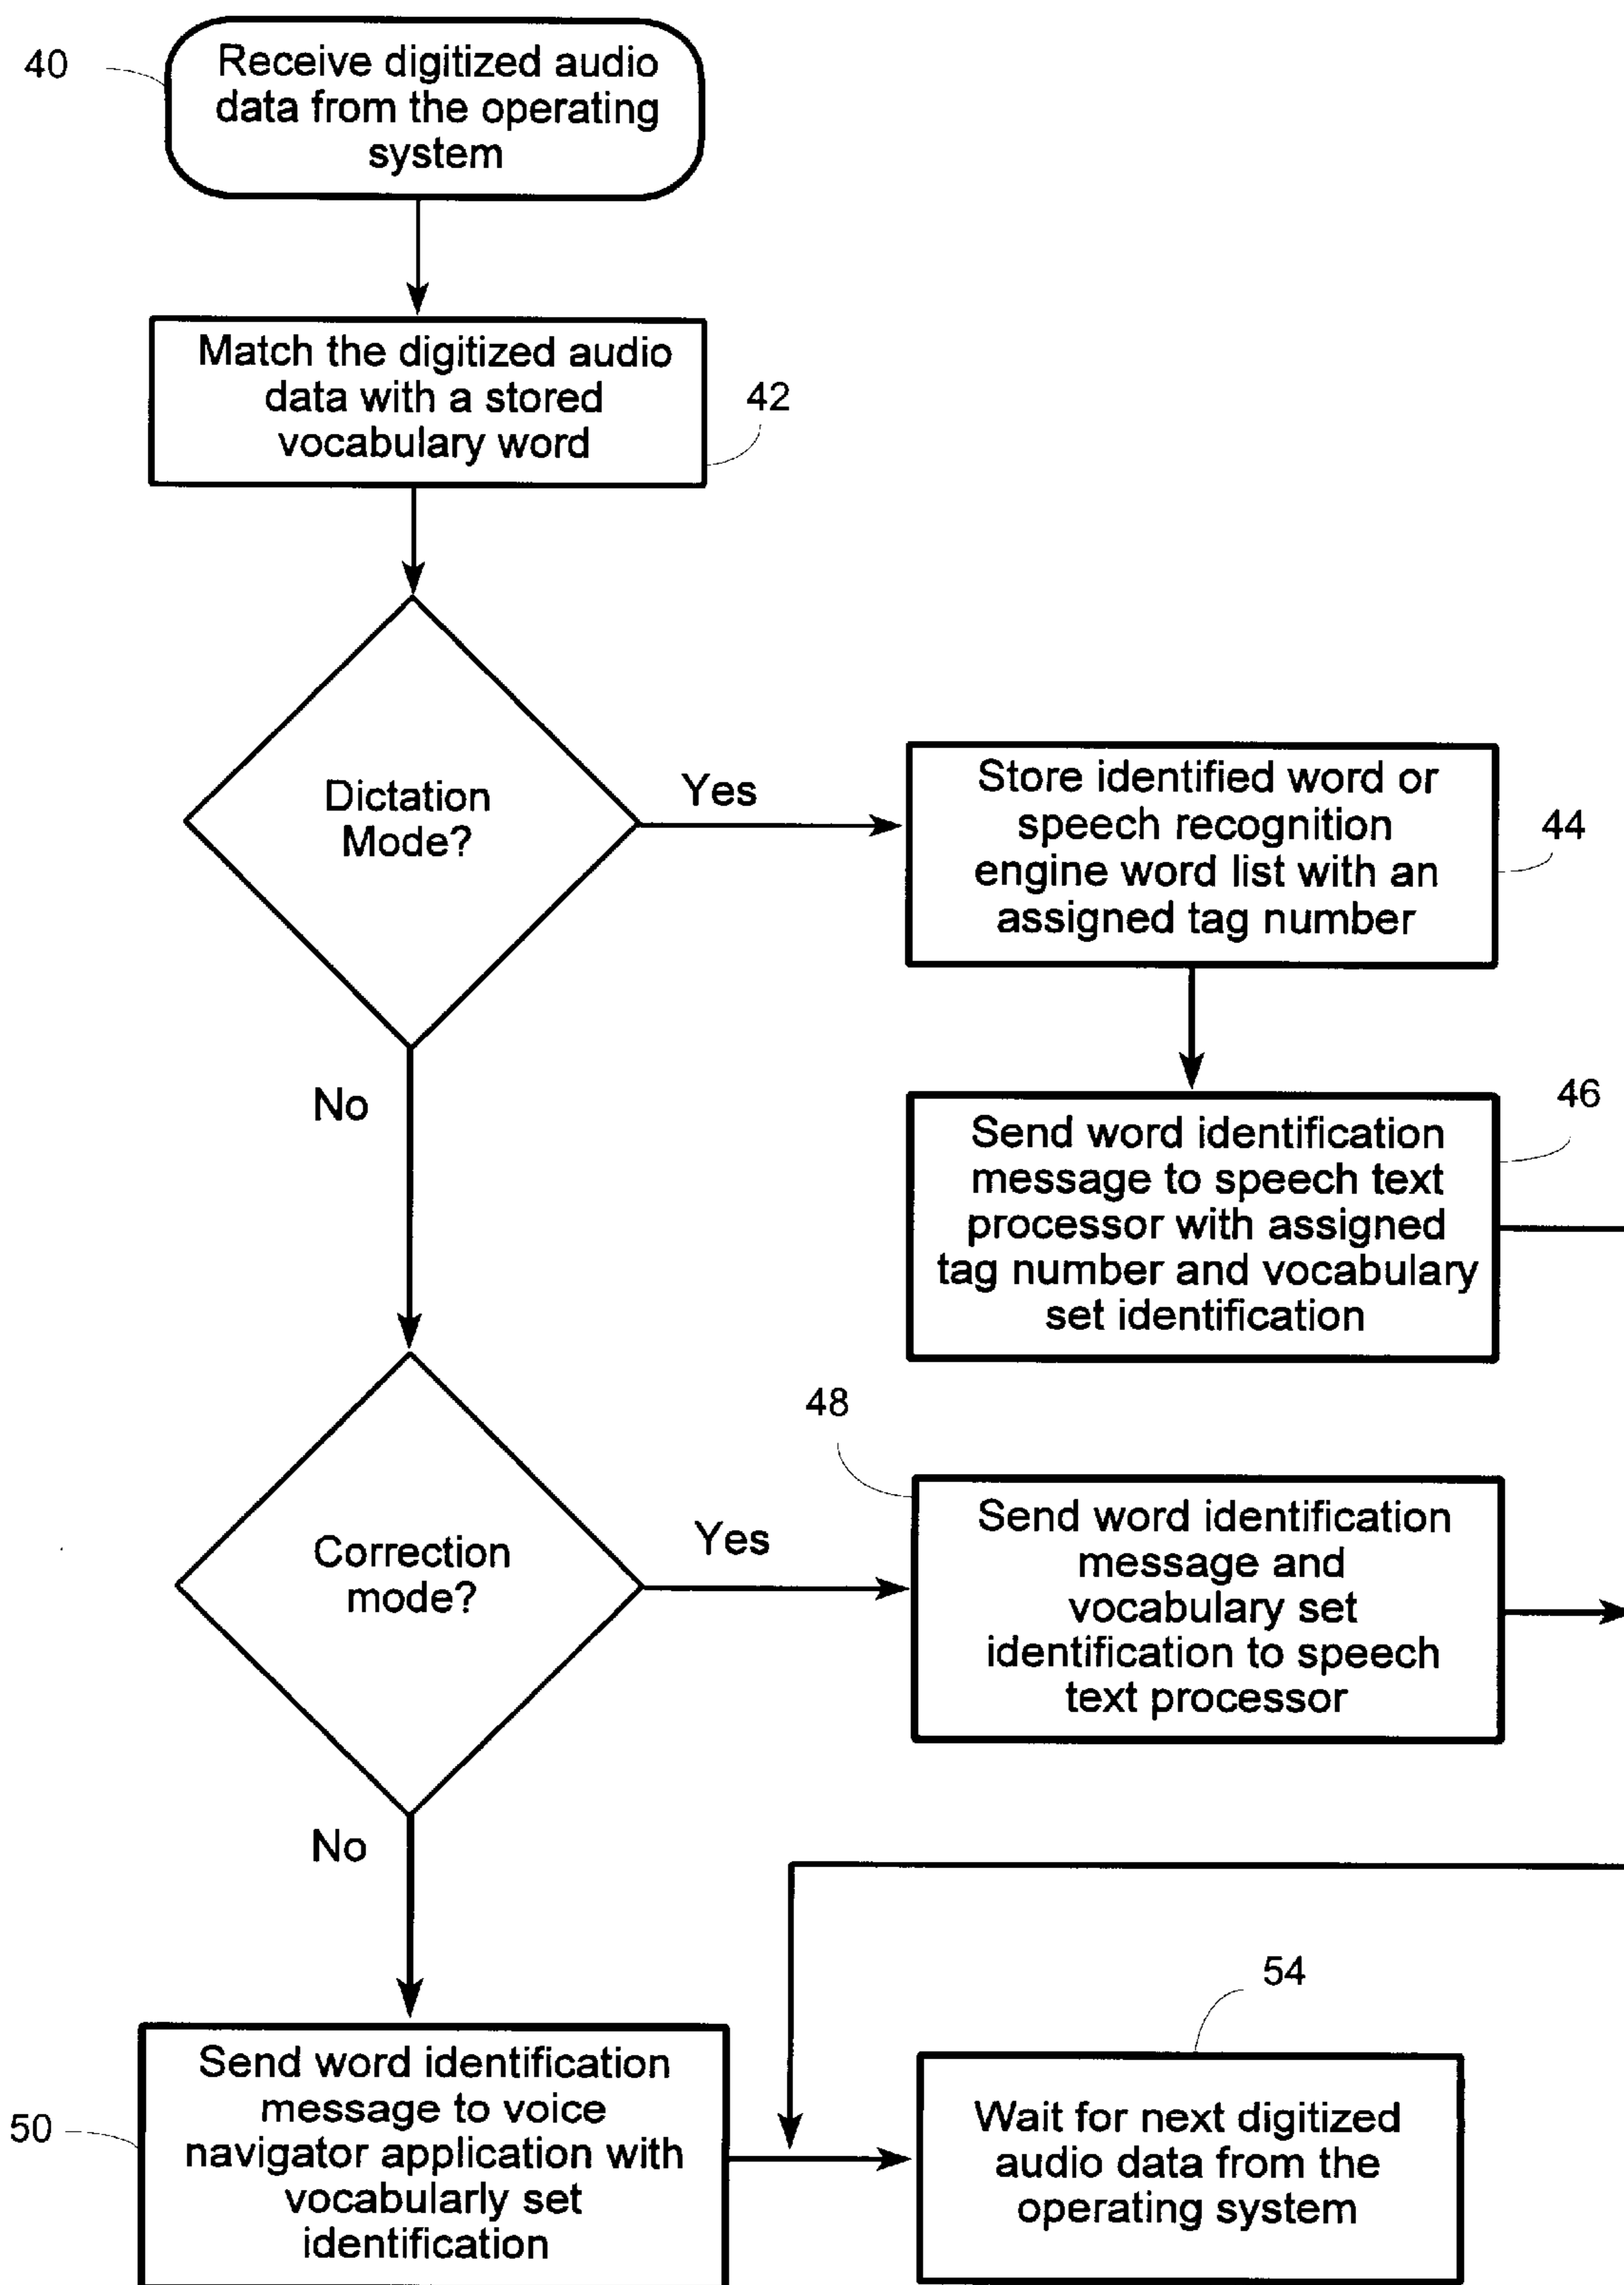 40
Receive digitized audio
data from the operating
system
Match the digitized audio
data with a stored
vocabulary word
42
Dictation
Mode?
Yes
Store identified word or
speech recognition
engine word list with an
assigned tag number
44
No
Send word identification
message to speech text
processor with assigned
tag number and vocabulary
set identification
46
Correction
mode?
Yes
48
Send word identification
message and
vocabulary set
identification to speech
text processor
No
50
Send word identification
message to voice
navigator application with
vocabularly set
identification
54
Wait for next digitized
audio data from the
operating system